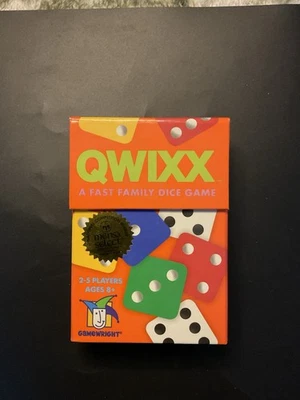 QWIXX
A FAST FAMILY DICE GAME
2-5 PLAYERS
AGES 8+
GAMEWRIGHT®